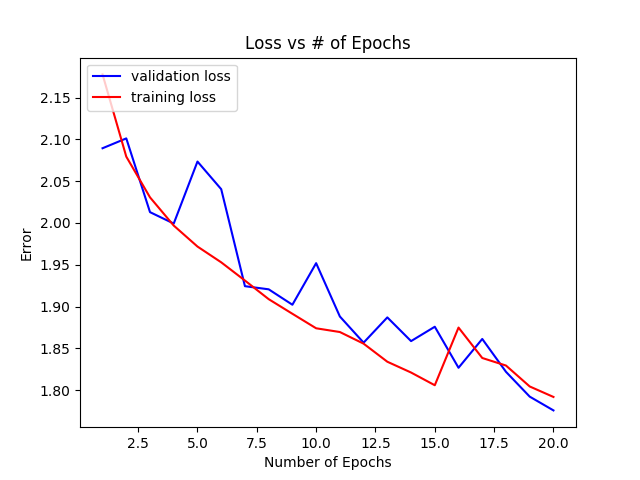 Loss vs # of Epochs
validation loss
training loss
2.15
2.10
2.05
2.00
1.95
1.90
1.85
1.80
Error
2.5 5.0 7.5 10.0 12.5 15.0 17.5 20.0
Number of Epochs